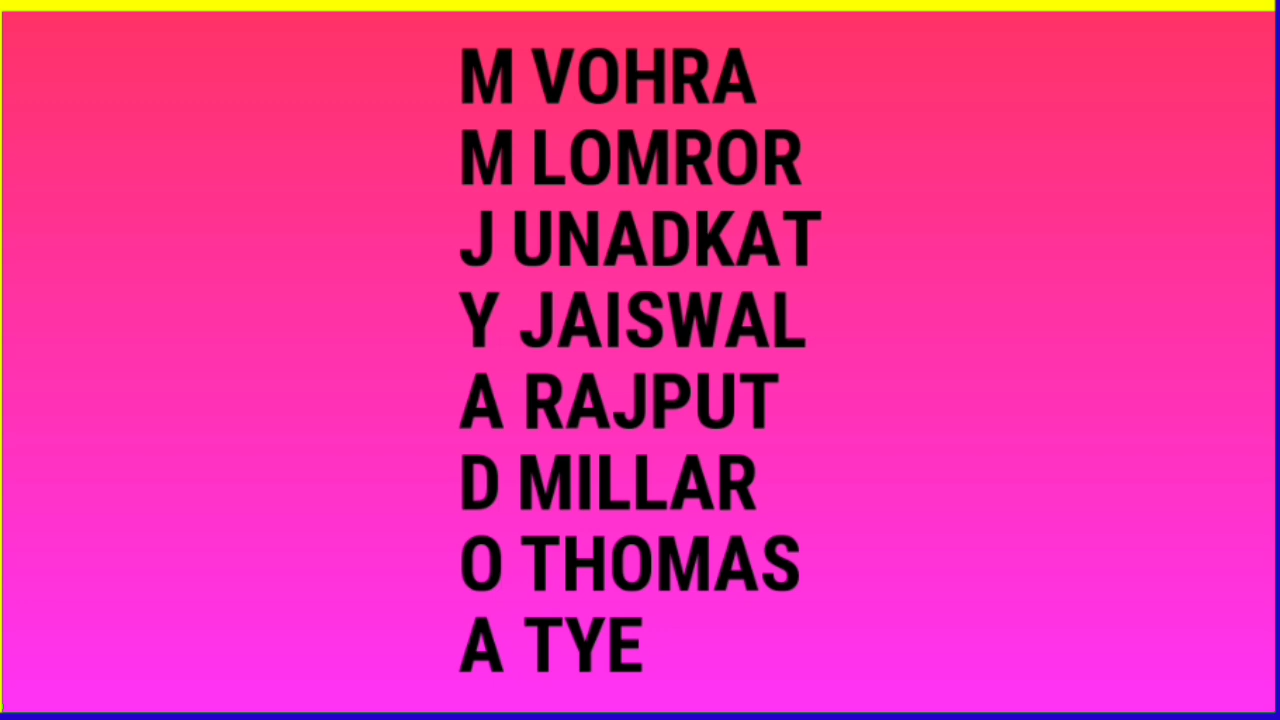 M VOHRA
M LOMROR
J UNADKAT
Y JAISWAL
A RAJPUT
D MILLAR
O THOMAS
A TYE